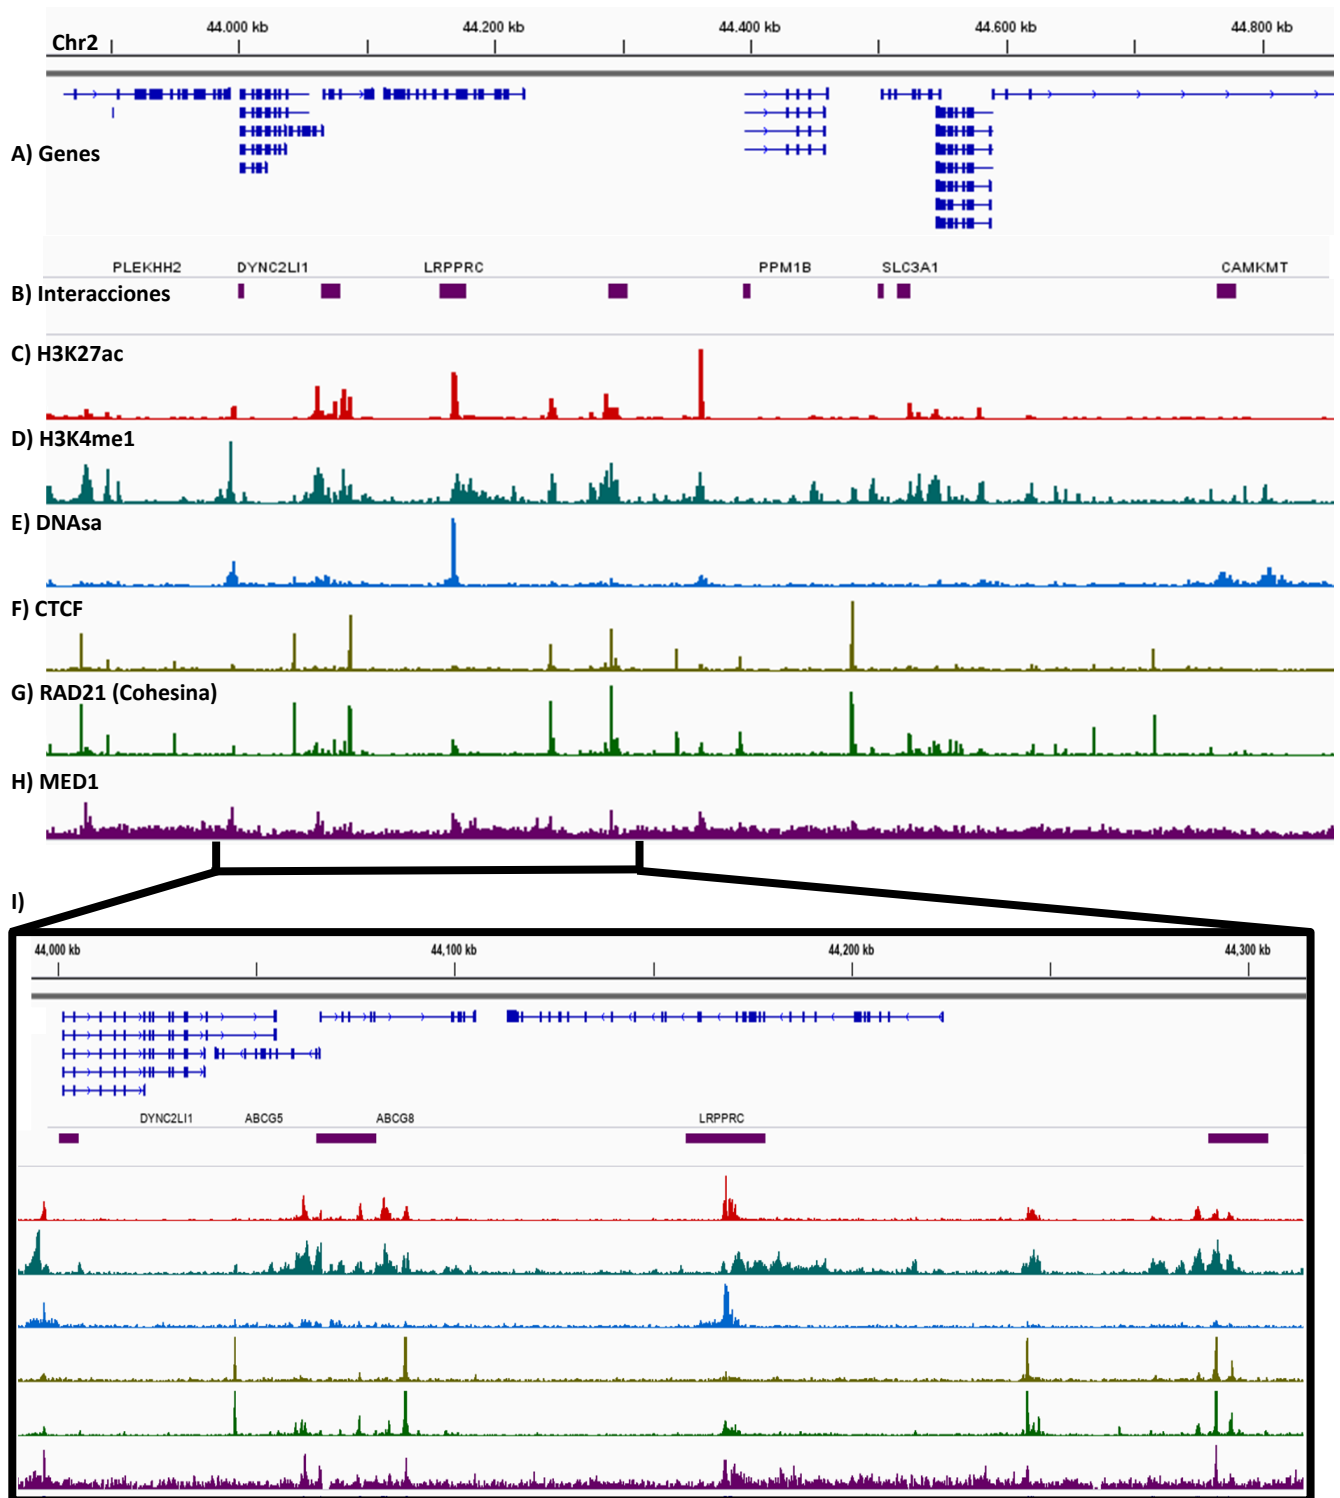 44.000 kb 44.200 kb 44.400 kb 44.600 kb 44.800 kb
Chr2
A) Genes
PLEKHH2 DYNC2LI1 LRPPRC PPM1B SLC3A1 CAMKMT
B) Interacciones
C) H3K27ac
D) H3K4me1
E) DNAsa
F) CTCF
G) RAD21 (Cohesina)
H) MED1
I)
44,000 kb 44,100 kb 44,200 kb 44,300 kb
DYNC2LI1 ABCG5 ABCG8 LRPPRC